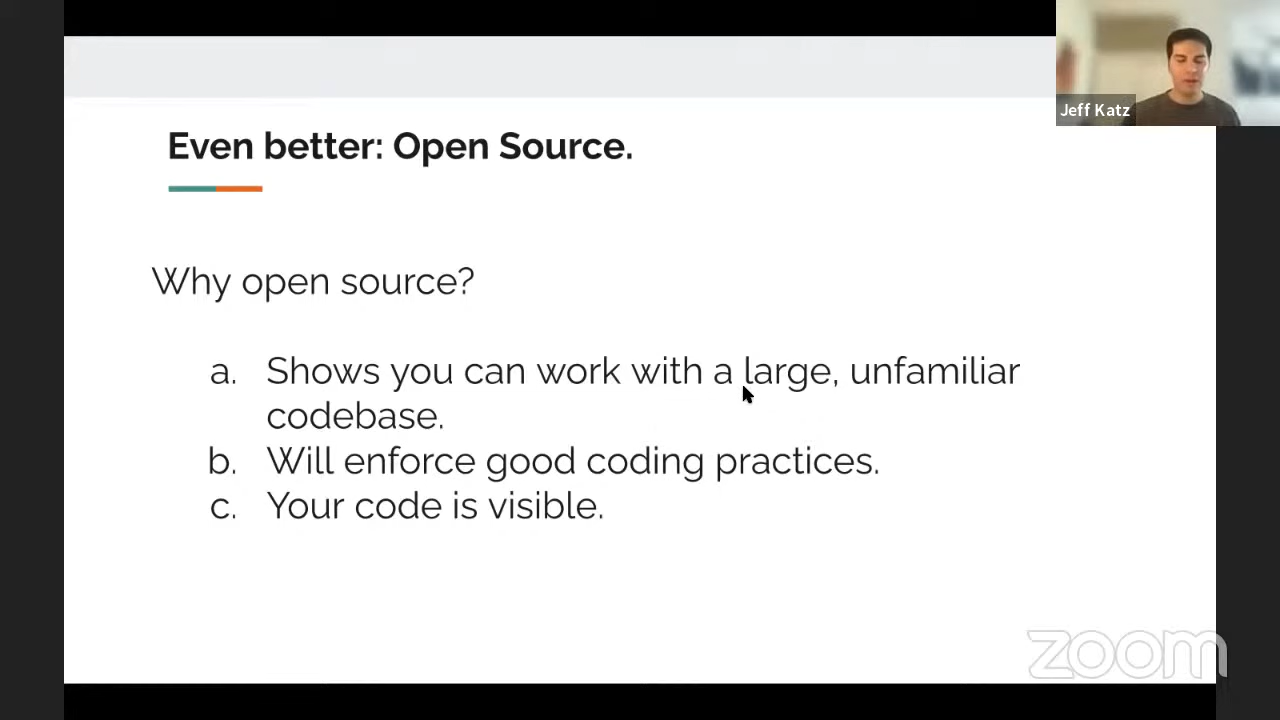 Jeff Katz
Even better: Open Source.
Why open source?
a. Shows you can work with a large, unfamiliar
codebase.
b. Will enforce good coding practices.
c. Your code is visible.
zoom